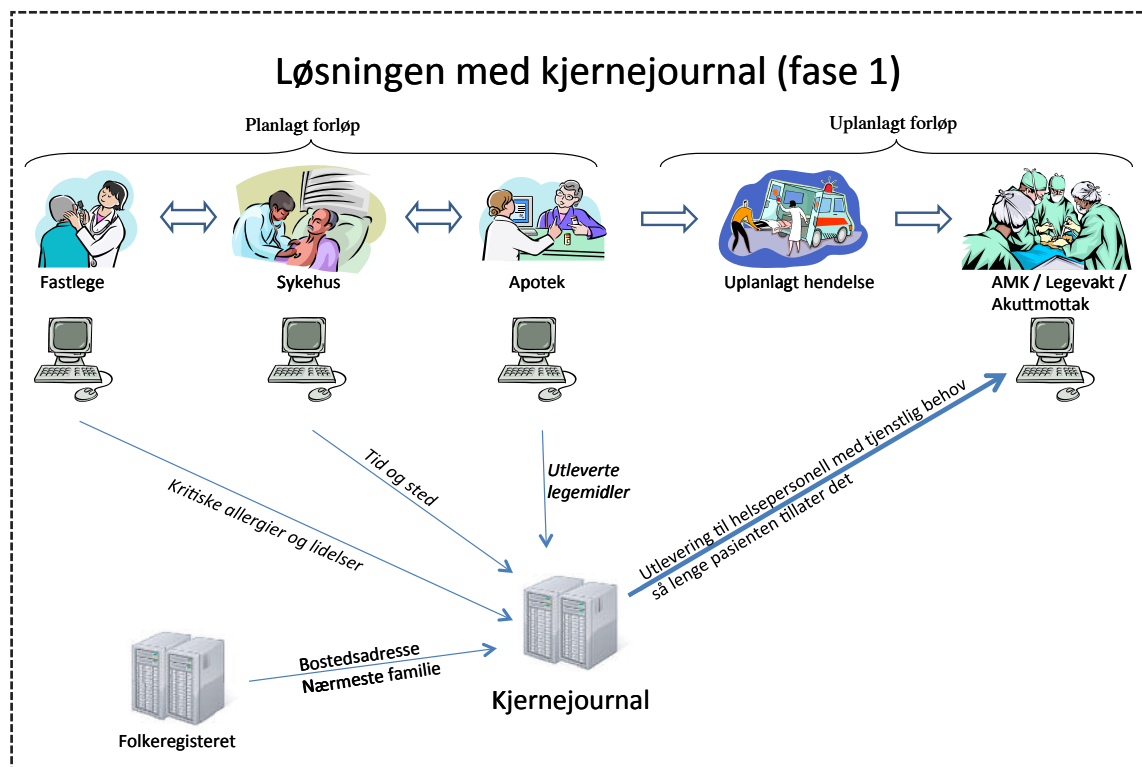 Løsningen med kjernejournal (fase 1)
Planlagt forløp
Uplanlagt forløp
Fastlege
Sykehus
Apotek
Uplanlagt hendelse
AMK / Legevakt /
Akuttmottak
Kritiske allergier og lidelser
Tid og sted
Utleverte
legemidler
Utlevering til helsepersonell med tjenstlig behov
så lenge pasienten tillater det
Bostedsadresse
Nærmeste familie
Kjernejournal
Folkeregisteret